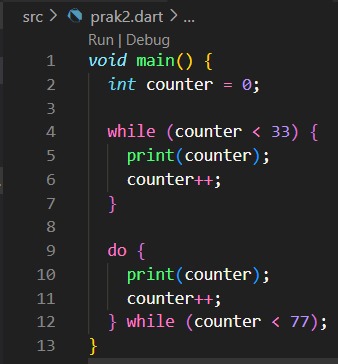 src > prak2.dart > ...
Run | Debug
1 void main() {
2   int counter = 0;
3
4   while (counter < 33) {
5     print(counter);
6     counter++;
7   }
8
9   do {
10     print(counter);
11     counter++;
12   } while (counter < 77);
13 }